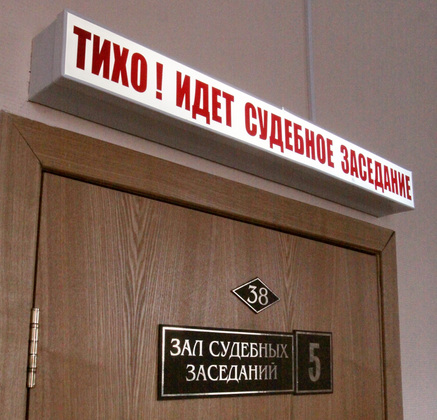 ТИХО! ИДЕТ СУДЕБНОЕ ЗАСЕДАНИЕ
38
ЗАЛ СУДЕБНЫХ
ЗАСЕДАНИЙ
5